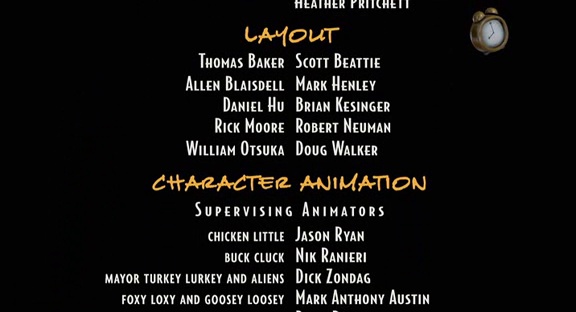 HEATHER PRITCHETT
LAYOUT
THOMAS BAKER SCOTT BEATTIE
ALLEN BLAISDELL MARK HENLEY
DANIEL HU BRIAN KESINGER
RICK MOORE ROBERT NEUMAN
WILLIAM OTSUKA DOUG WALKER
CHARACTER ANIMATION
SUPERVISING ANIMATORS
CHICKEN LITTLE JASON RYAN
BUCK CLUCK NIK RANIERI
MAYOR TURKEY LURKEY AND ALIENS DICK ZONDAG
FOXY LOXY AND GOOSEY LOOSEY MARK ANTHONY AUSTIN